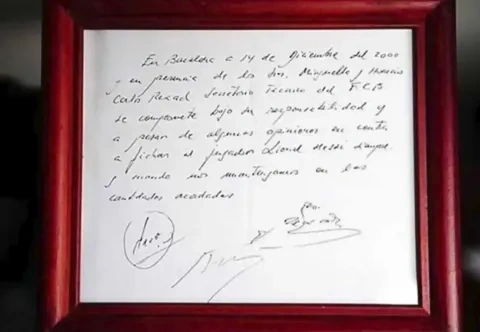 En Barcelona a 14 de Diciembre del 2000
y en presencia de los Sres. Minguella y Horacio
Carlos Rexach Secretario Técnico del F.C.B
se compromete bajo su responsabilidad y
a pesar de algunas opiniones en contra
a fichar al jugador Lionel Messi siempre
y cuando nos mantengamos en las
cantidades acordadas